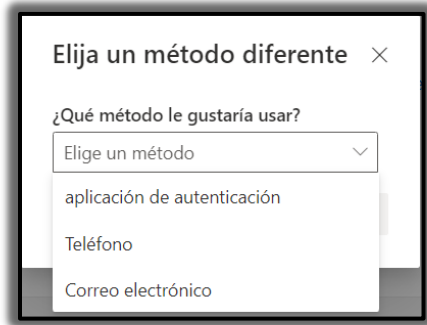 Elija un método diferente
¿Qué método le gustaría usar?
Elige un método
aplicación de autenticación
Teléfono
Correo electrónico